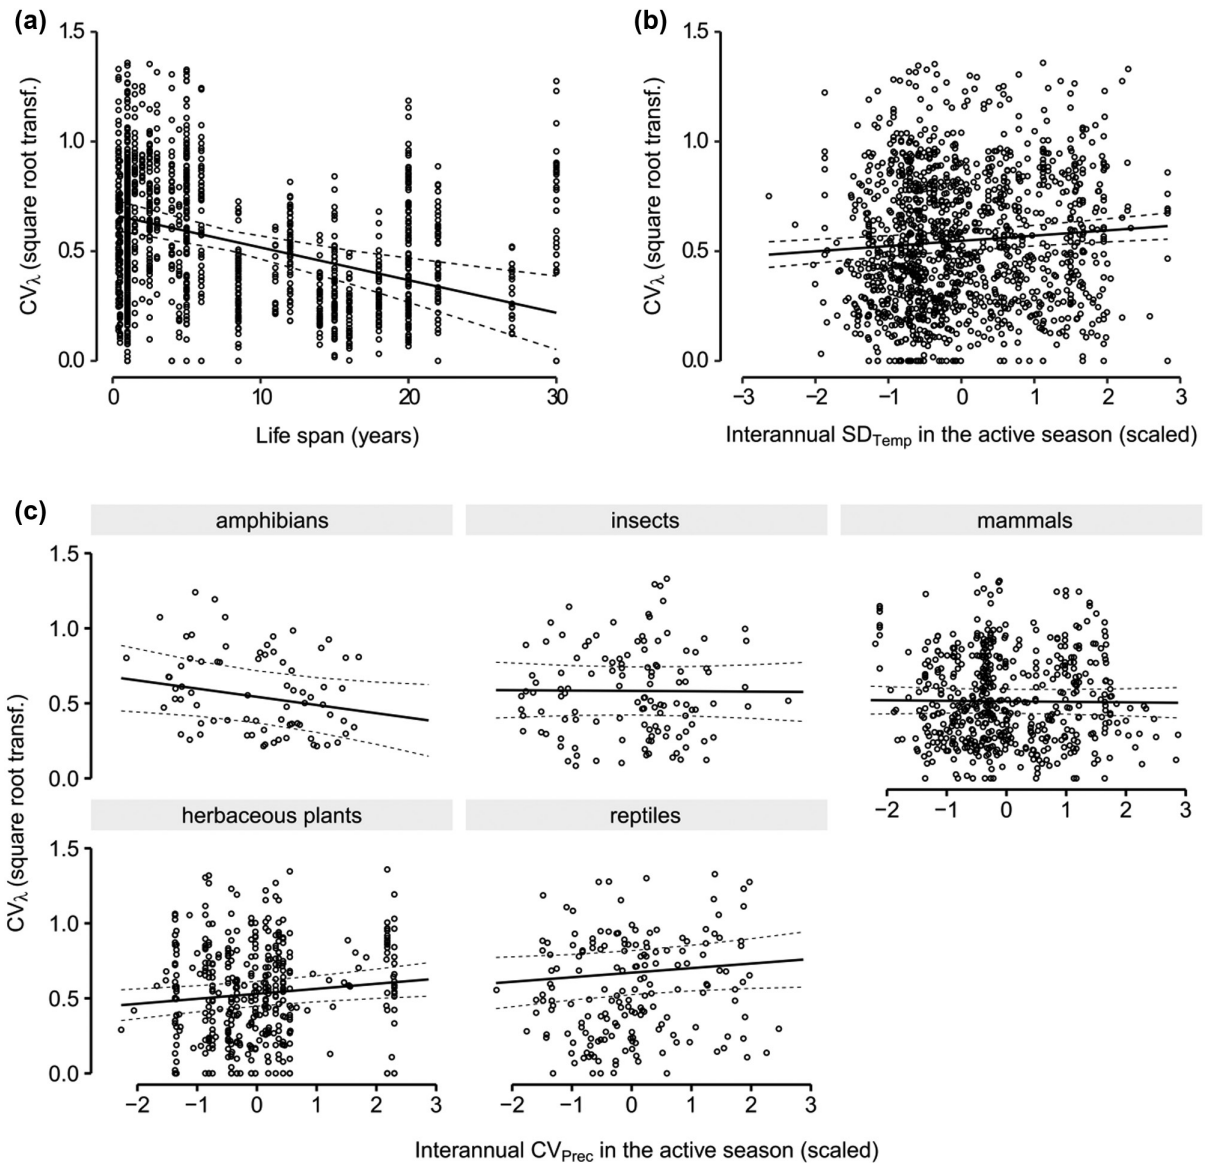 (a)
(b)
1.5
1.0
0.5
0.0
CVλ (square root transf.)
0 10 20 30
Life span (years)
1.5
1.0
0.5
0.0
CVλ (square root transf.)
−3 −2 −1 0 1 2 3
Interannual SDTemp in the active season (scaled)
(c)
amphibians
insects
mammals
1.5
1.0
0.5
0.0
−2 −1 0 1 2 3
CVλ (square root transf.)
herbaceous plants
reptiles
1.5
1.0
0.5
0.0
−2 −1 0 1 2 3
−2 −1 0 1 2 3
Interannual CVPrec in the active season (scaled)